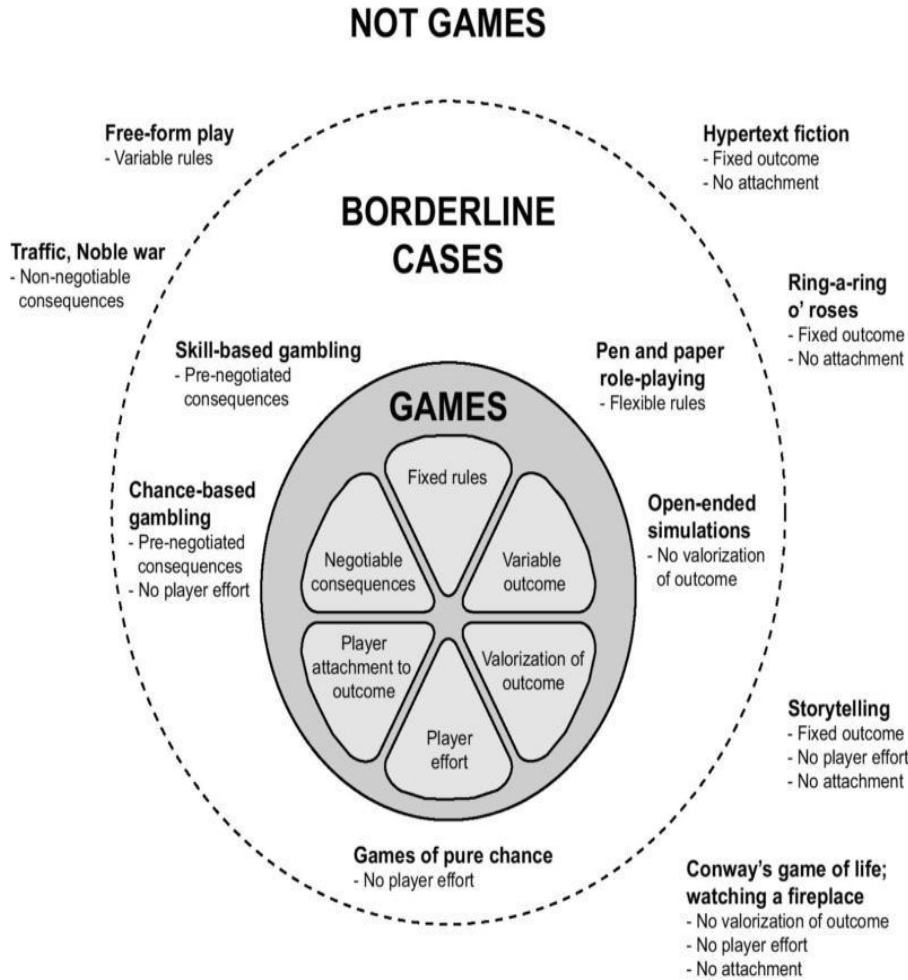 NOT GAMES
Free-form play
- Variable rules
Hypertext fiction
- Fixed outcome
- No attachment
BORDERLINE
CASES
Traffic, Noble war
- Non-negotiable
consequences
Ring-a-ring
o' roses
- Fixed outcome
- No attachment
Skill-based gambling
- Pre-negotiated
consequences
Pen and paper
role-playing
- Flexible rules
GAMES
Fixed rules
Chance-based
gambling
- Pre-negotiated
consequences
- No player effort
Negotiable
consequences
Variable
outcome
Open-ended
simulations
- No valorization
of outcome
Player
attachment to
outcome
Valorization of
outcome
Player
effort
Storytelling
- Fixed outcome
- No player effort
- No attachment
Games of pure chance
- No player effort
Conway's game of life;
watching a fireplace
- No valorization of outcome
- No player effort
- No attachment